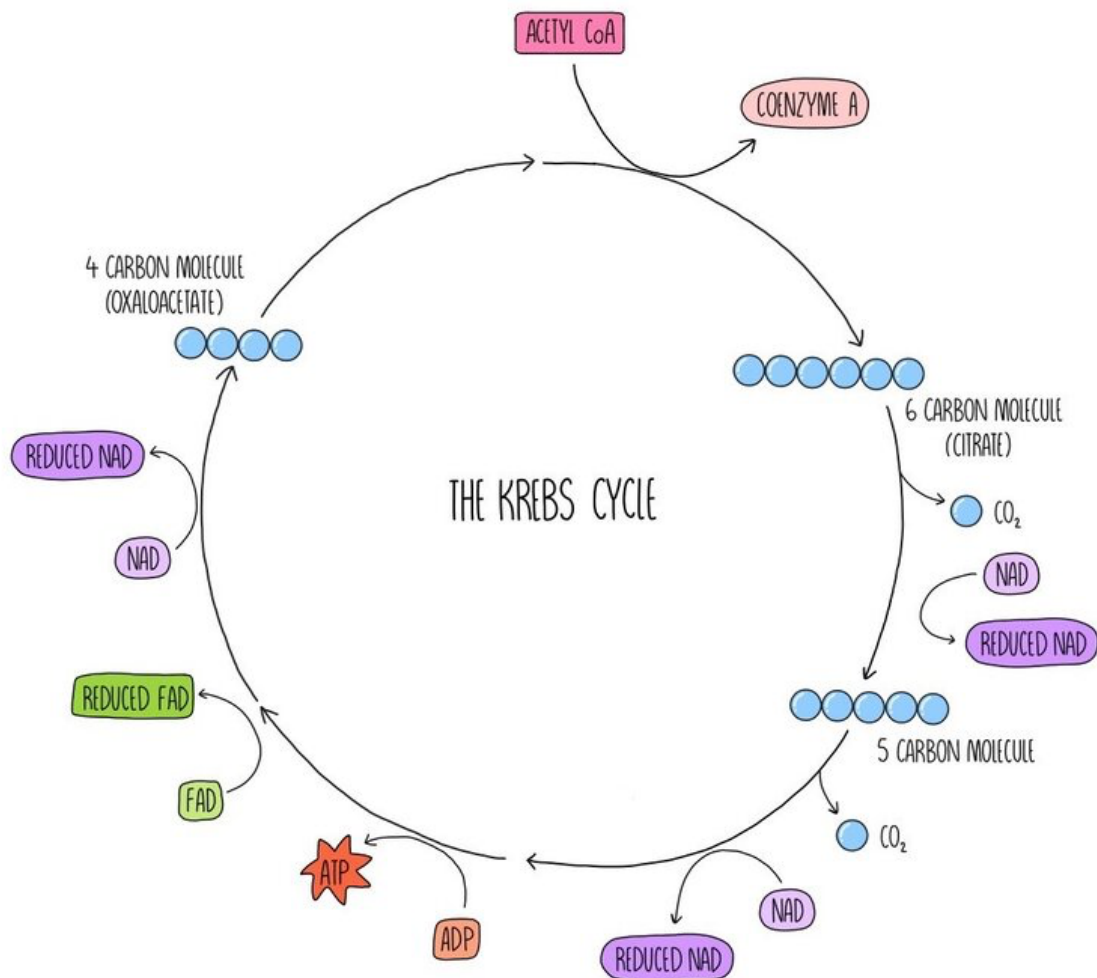 ACETYL CoA
COENZYME A
4 CARBON MOLECULE
(OXALOACETATE)
6 CARBON MOLECULE
(CITRATE)
REDUCED NAD
THE KREBS CYCLE
CO₂
NAD
NAD
REDUCED NAD
REDUCED FAD
5 CARBON MOLECULE
FAD
CO₂
ATP
NAD
ADP
REDUCED NAD